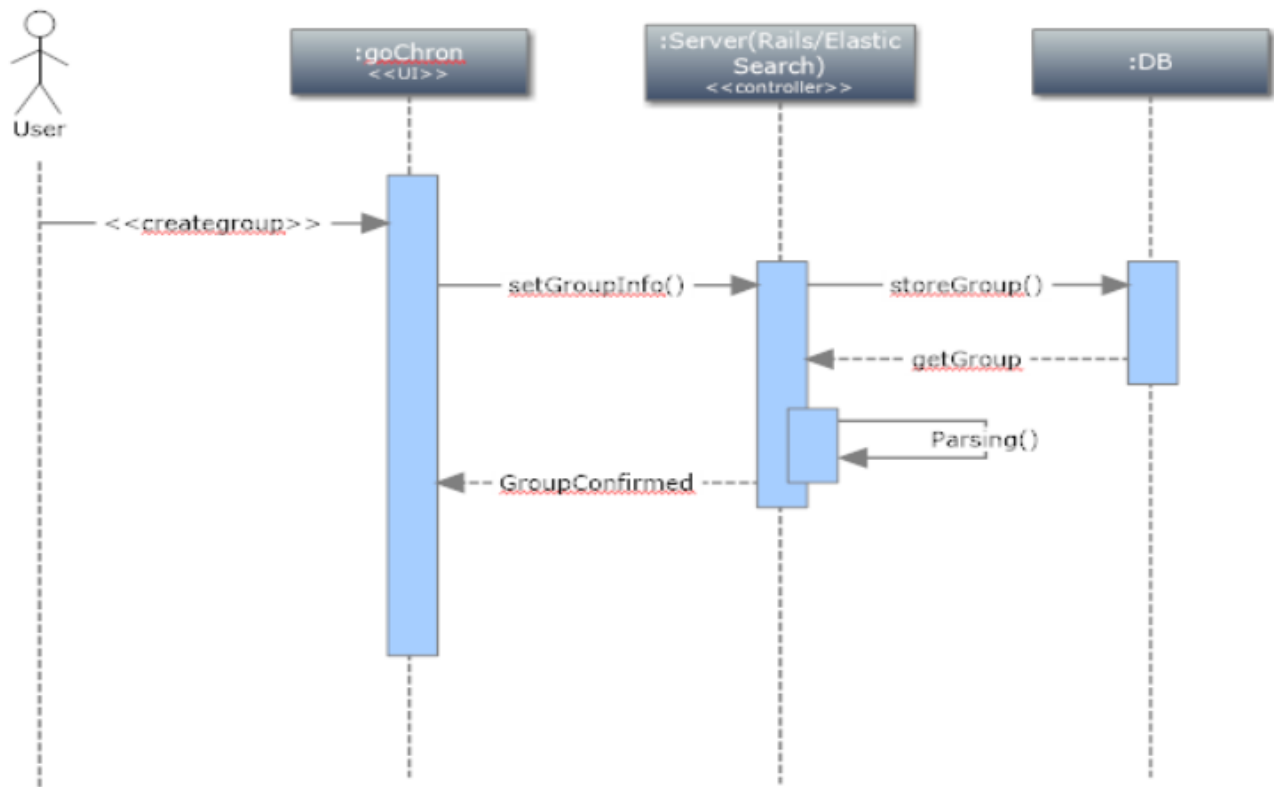 User
:goChron
<<UI>>
:Server(Rails/Elastic
Search)
<<controller>>
:DB
<<creategroup>>
setGroupInfo()
storeGroup()
getGroup
Parsing()
GroupConfirmed